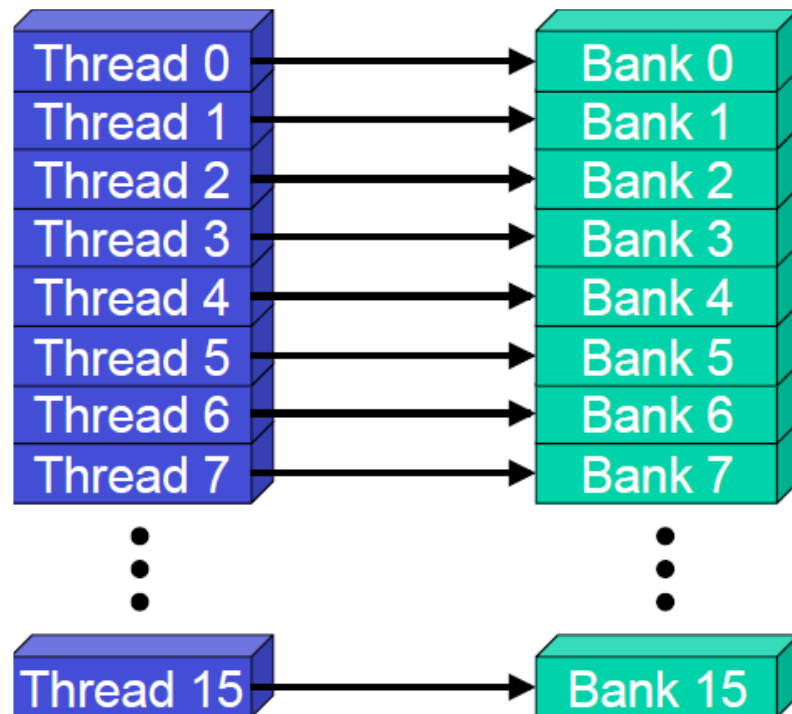 Thread 0 Bank 0
Thread 1 Bank 1
Thread 2 Bank 2
Thread 3 Bank 3
Thread 4 Bank 4
Thread 5 Bank 5
Thread 6 Bank 6
Thread 7 Bank 7
Thread 15 Bank 15